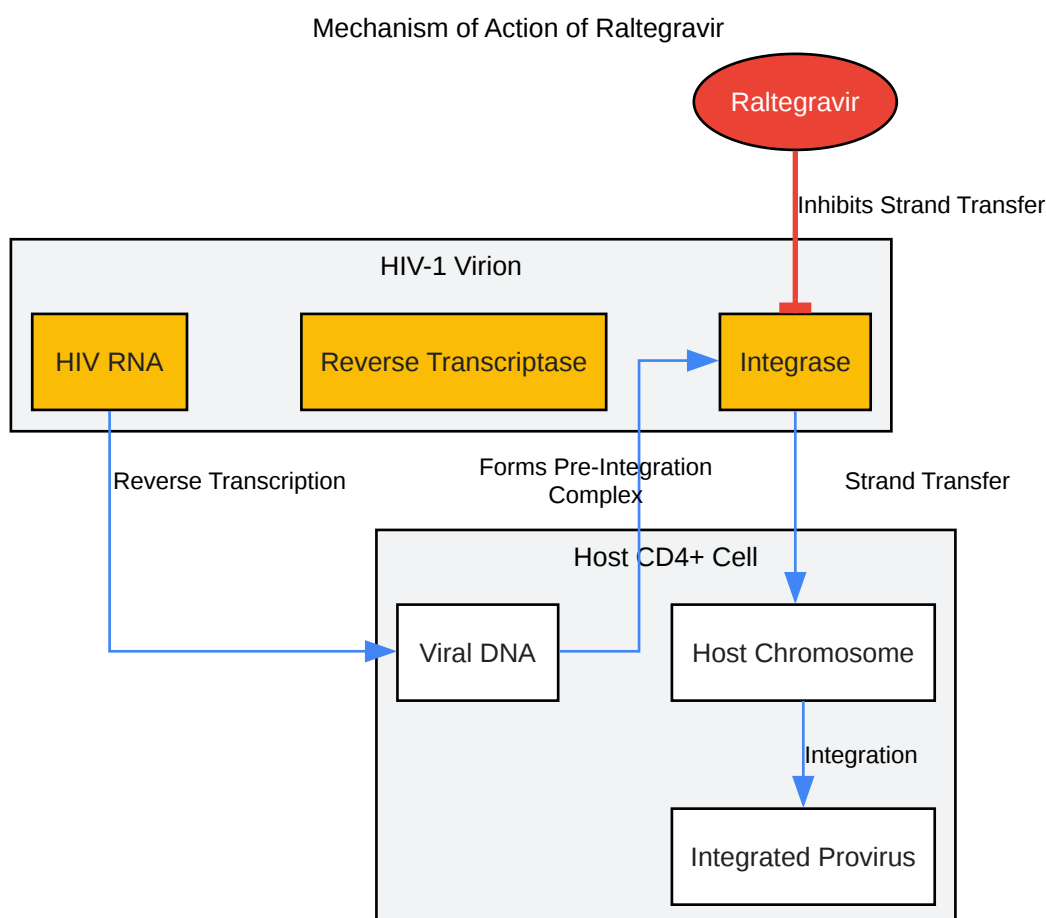 Mechanism of Action of Raltegravir
Raltegravir
Inhibits Strand Transfer
HIV-1 Virion
HIV RNA
Reverse Transcriptase
Integrase
Reverse Transcription
Forms Pre-Integration
Complex
Strand Transfer
Host CD4+ Cell
Viral DNA
Host Chromosome
Integration
Integrated Provirus